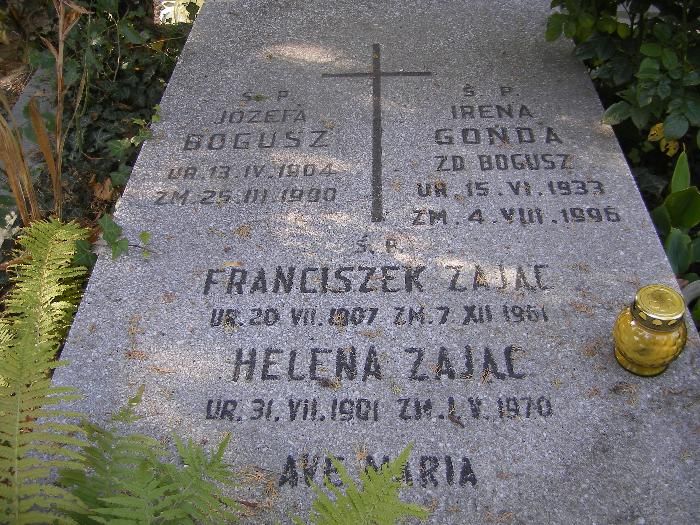 Ś. P.
JÓZEFA
BOGUSZ
UR. 13. IV. 1904
ZM. 25. III. 1990
Ś. P.
IRENA
GONDA
ZD BOGUSZ
UR. 15. VI. 1933
ZM. 4. VIII. 1996
Ś. P.
FRANCISZEK ZAJĄC
UR. 20 VII. 1907 ZM. 7 XII 1961
HELENA ZAJĄC
UR. 31. VII. 1901 ZM. 1. V. 1970
AVE MARIA